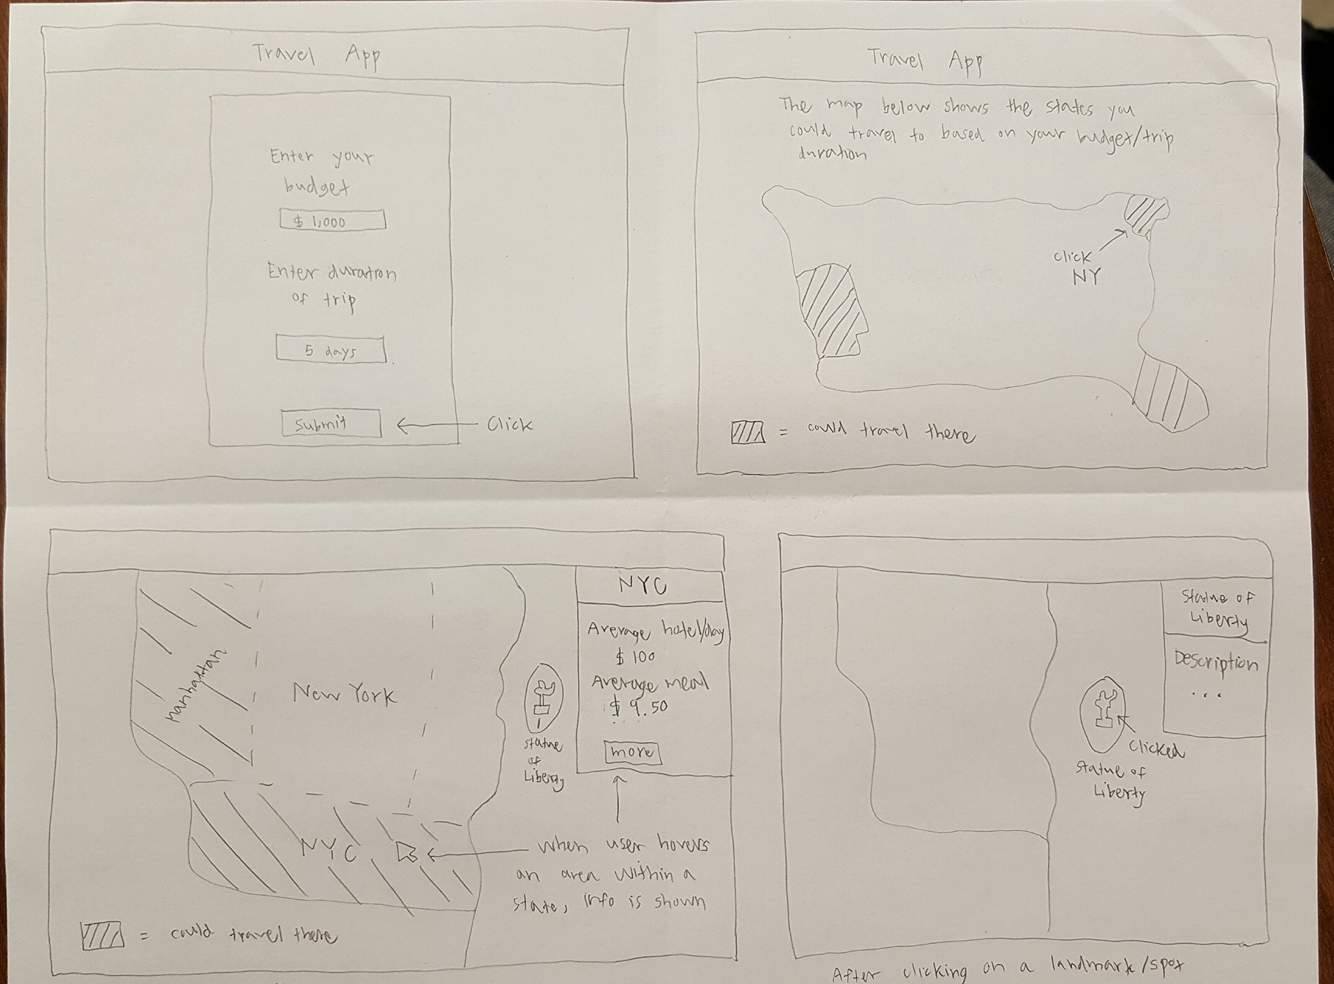 Travel App
Enter your
budget
$ 1,000
Enter duration
of trip
5 days
Submit
Click
Travel App
The map below shows the states you
could travel to based on your budget/trip
duration
Click
NY
= could travel there
Manhattan
New York
NYC
Statue
of
Liberty
NYC
Average hotel/day
$ 100
Average meal
$ 9.50
more
When user hovers
an area within a
state, info is shown
= could travel there
Statue of
Liberty
Description
...
Clicked
Statue of
Liberty
After clicking on a landmark/spot